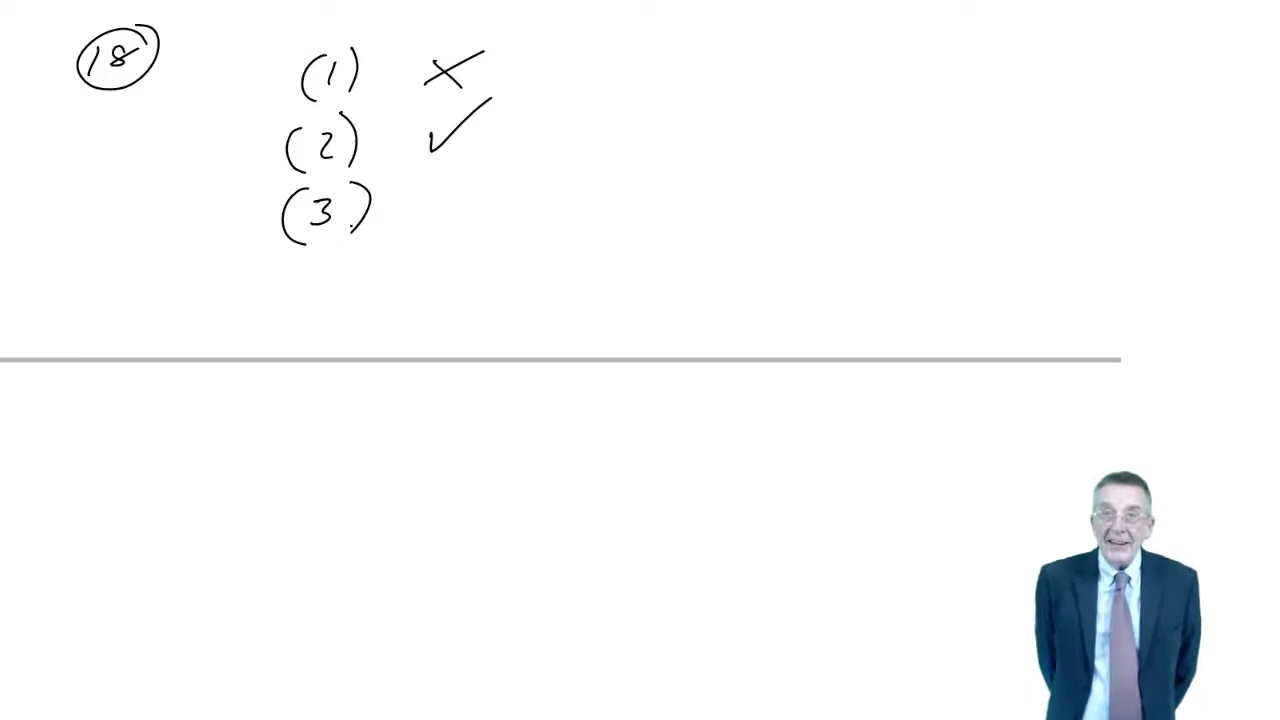 18 (1) ✗
(2) ✓
(3)